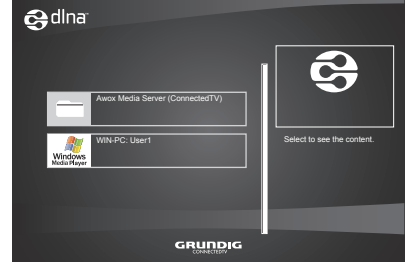 dlna
Awox Media Server (ConnectedTV)
WIN-PC: User1
Windows
Media Player
Select to see the content.
GRUNDIG
CONNECTEDTV